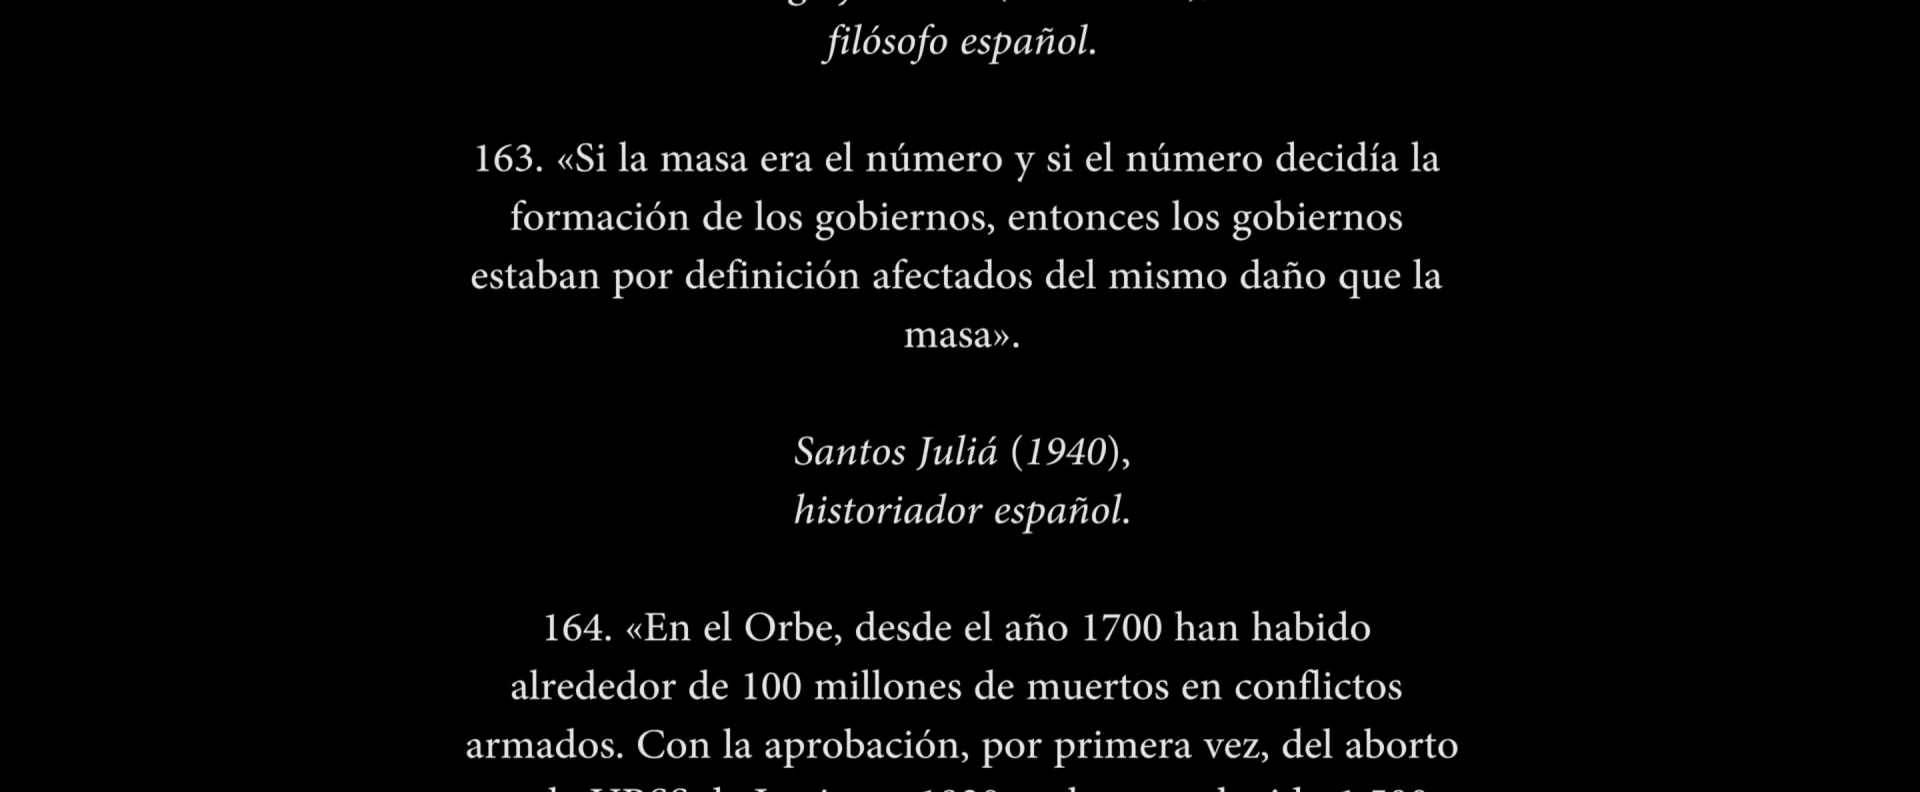 filósofo español.
163. «Si la masa era el número y si el número decidía la
formación de los gobiernos, entonces los gobiernos
estaban por definición afectados del mismo daño que la
masa».
Santos Juliá (1940),
historiador español.
164. «En el Orbe, desde el año 1700 han habido
alrededor de 100 millones de muertos en conflictos
armados. Con la aprobación, por primera vez, del aborto